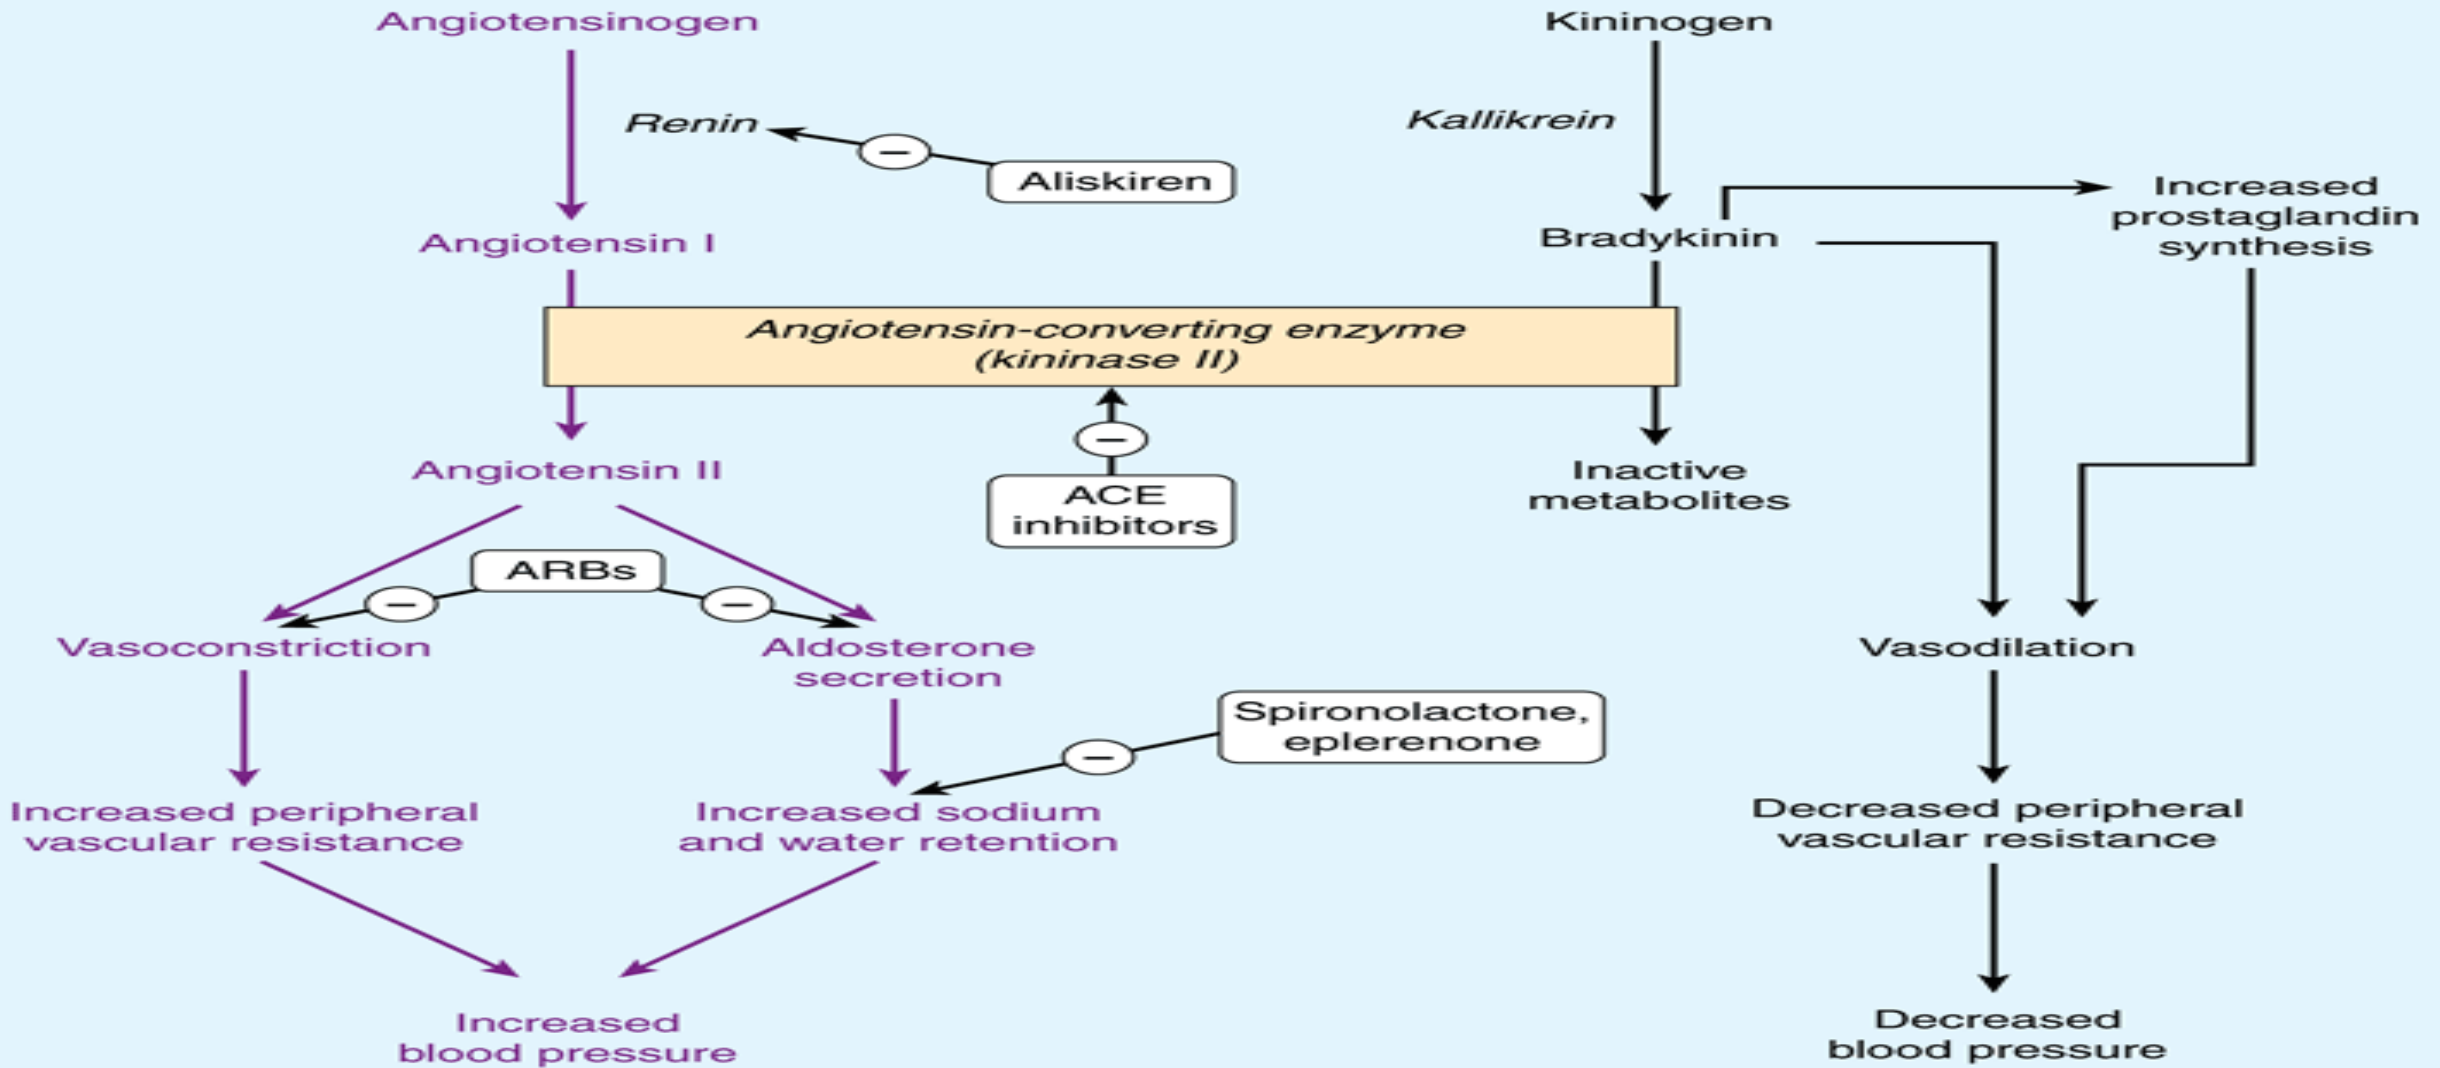 Angiotensinogen
Kininogen
Renin
−
Aliskiren
Kallikrein
Increased
prostaglandin
synthesis
Angiotensin I
Bradykinin
Angiotensin-converting enzyme
(kininase II)
−
ACE
inhibitors
Angiotensin II
Inactive
metabolites
ARBs
−
−
Vasoconstriction
Aldosterone
secretion
Vasodilation
Spironolactone,
eplerenone
−
Increased peripheral
vascular resistance
Increased sodium
and water retention
Decreased peripheral
vascular resistance
Increased
blood pressure
Decreased
blood pressure